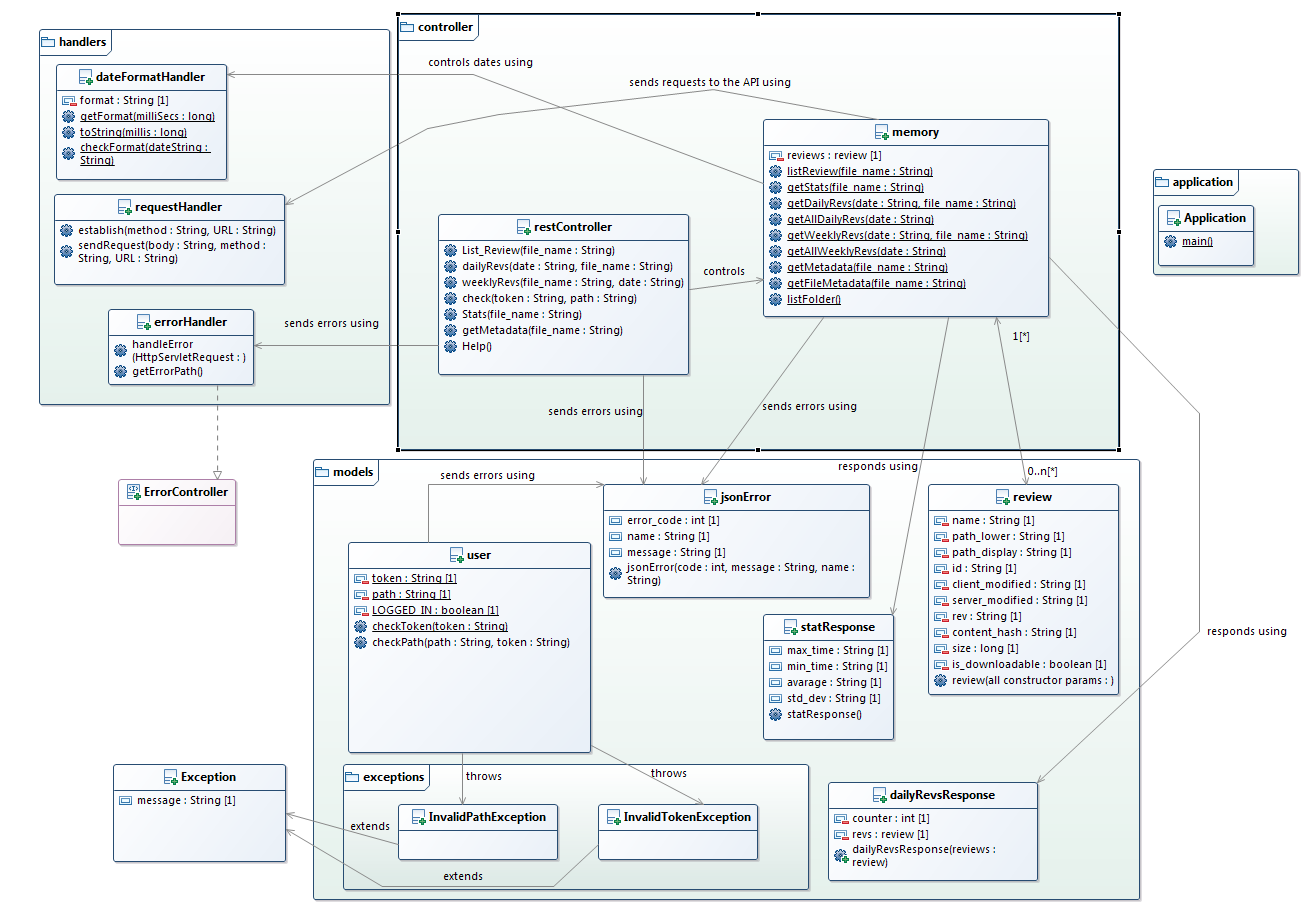 handlers
dateFormatHandler
format : String [1]
getFormat(milliSecs : long)
toString(millis : long)
checkFormat(dateString :
String)
requestHandler
establish(method : String, URL : String)
sendRequest(body : String, method :
String, URL : String)
errorHandler
handleError
(HttpServletRequest : )
getErrorPath()
ErrorController
controller
controls dates using
sends requests to the API using
memory
reviews : review [1]
listReview(file_name : String)
getStats(file_name : String)
getDailyRevs(date : String, file_name : String)
getAllDailyRevs(date : String)
getWeeklyRevs(date : String, file_name : String)
getAllWeeklyRevs(date : String)
getMetadata(file_name : String)
getFileMetadata(file_name : String)
listFolder()
restController
List_Review(file_name : String)
dailyRevs(date : String, file_name : String)
weeklyRevs(file_name : String, date : String)
check(token : String, path : String)
Stats(file_name : String)
getMetadata(file_name : String)
Help()
controls
sends errors using
sends errors using
sends errors using
1[*]
application
Application
main()
models
sends errors using
responds using
0..n[*]
responds using
jsonError
error_code : int [1]
name : String [1]
message : String [1]
jsonError(code : int, message : String, name :
String)
review
name : String [1]
path_lower : String [1]
path_display : String [1]
id : String [1]
client_modified : String [1]
server_modified : String [1]
rev : String [1]
content_hash : String [1]
size : long [1]
is_downloadable : boolean [1]
review(all constructor params : )
user
token : String [1]
path : String [1]
LOGGED_IN : boolean [1]
checkToken(token : String)
checkPath(path : String, token : String)
statResponse
max_time : String [1]
min_time : String [1]
avarage : String [1]
std_dev : String [1]
statResponse()
throws
throws
exceptions
InvalidPathException
InvalidTokenException
extends
extends
Exception
message : String [1]
dailyRevsResponse
counter : int [1]
revs : review [1]
dailyRevsResponse(reviews :
review)